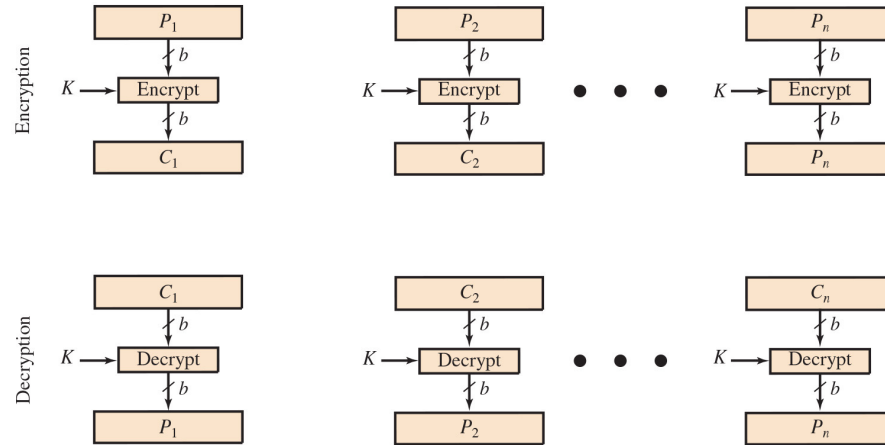 Encryption
P₁ P₂ Pₙ
b b b
K Encrypt K Encrypt K Encrypt
b b b
C₁ C₂ Pₙ
Decryption
C₁ C₂ Cₙ
b b b
K Decrypt K Decrypt K Decrypt
b b b
P₁ P₂ Pₙ